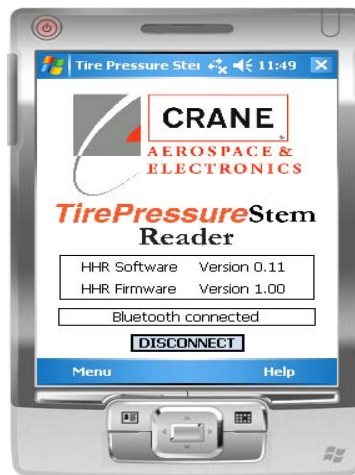 Tire Pressure Ster 11:49
CRANE
AEROSPACE &
ELECTRONICS
TirePressureStem
Reader
HHR Software Version 0.11
HHR Firmware Version 1.00
Bluetooth connected
DISCONNECT
Menu Help